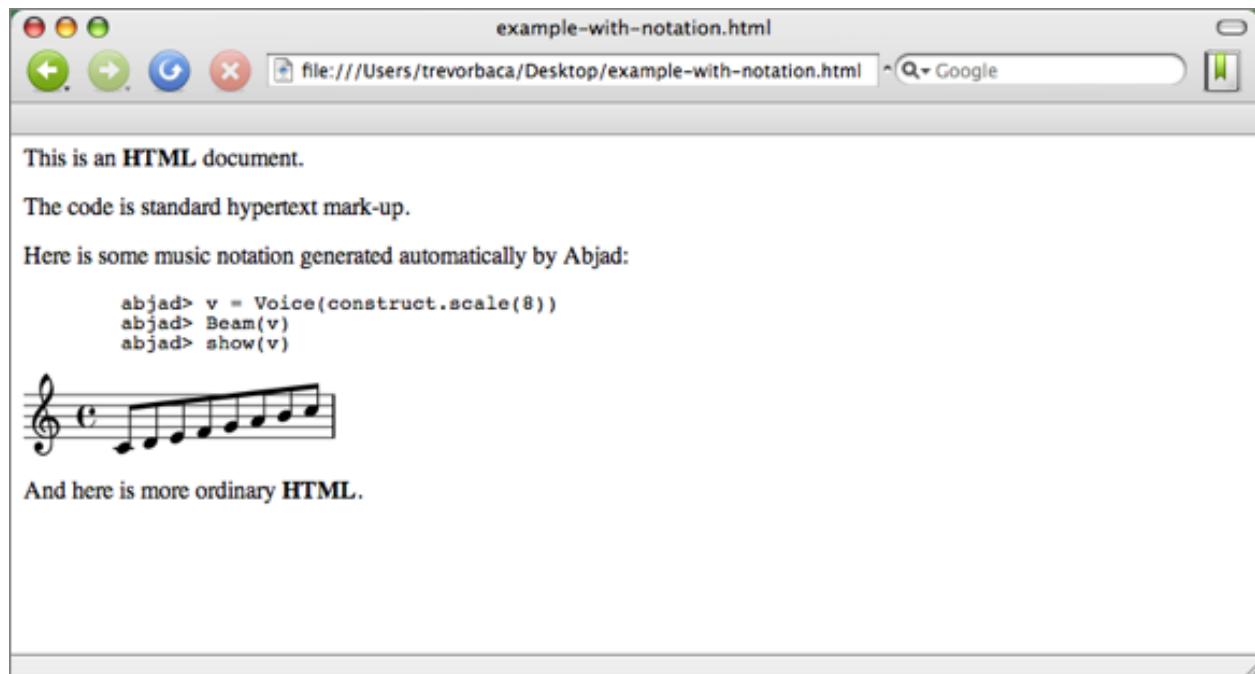 example-with-notation.html
file:///Users/trevorbaca/Desktop/example-with-notation.html
Google
This is an HTML document.
The code is standard hypertext mark-up.
Here is some music notation generated automatically by Abjad:
abjad> v = Voice(construct.scale(8))
abjad> Beam(v)
abjad> show(v)
And here is more ordinary HTML.